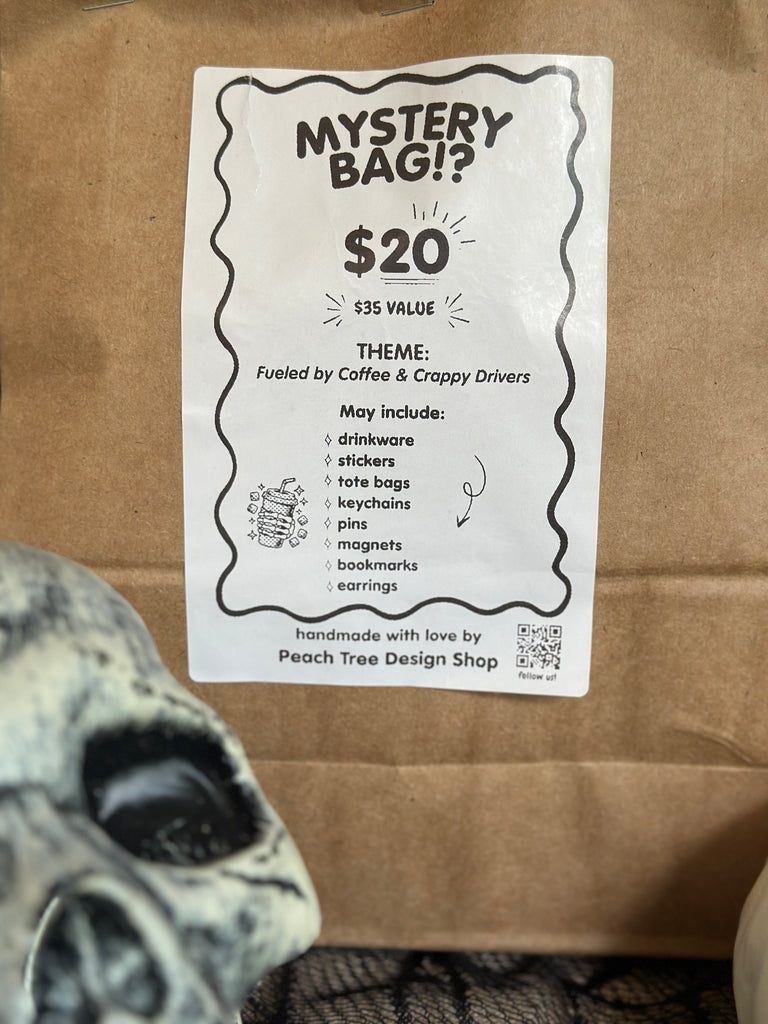 MYSTERY
BAG!?
$20
$35 VALUE
THEME:
Fueled by Coffee & Crappy Drivers
May include:
drinkware
stickers
tote bags
keychains
pins
magnets
bookmarks
earrings
handmade with love by
Peach Tree Design Shop
follow us!